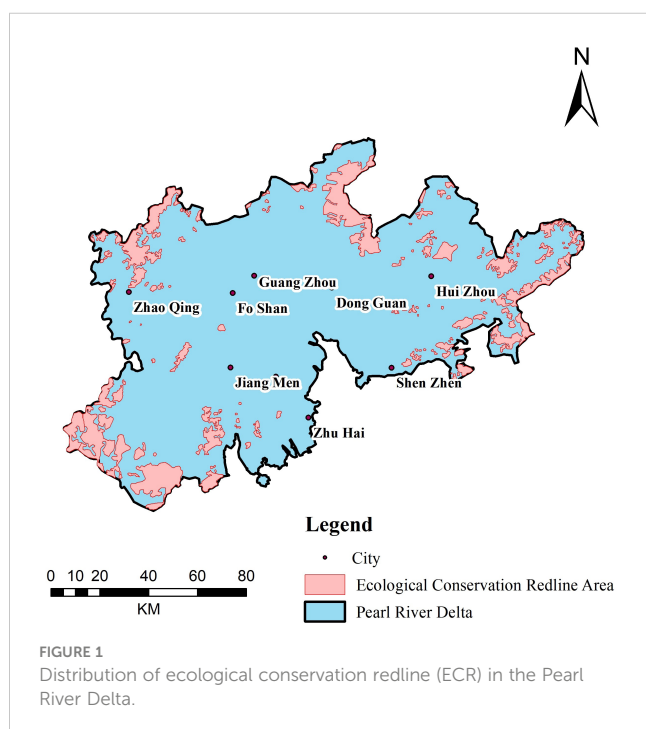 N
Guang Zhou
Hui Zhou
Zhao Qing
Fo Shan
Dong Guan
Jiang Men
Shen Zhen
Zhu Hai
Legend
City
Ecological Conservation Redline Area
Pearl River Delta
0 10 20 40 60 80
KM
FIGURE 1
Distribution of ecological conservation redline (ECR) in the Pearl
River Delta.